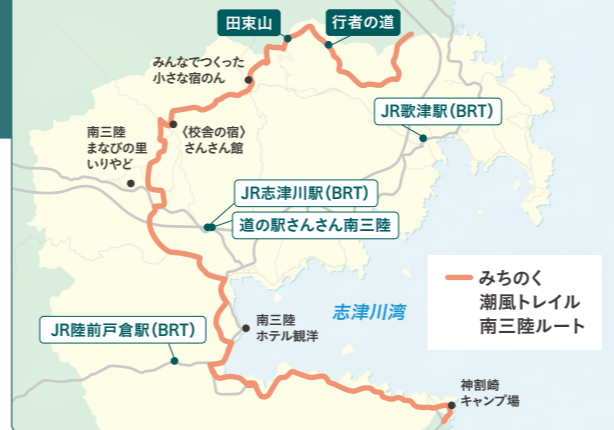 田束山
行者の道
みんなでつくった
小さな宿のん
JR歌津駅(BRT)
〈校舎の宿〉
さんさん館
南三陸
まなびの里
いりやど
JR志津川駅(BRT)
道の駅さんさん南三陸
みちのく
潮風トレイル
南三陸ルート
志津川湾
南三陸
ホテル観洋
JR陸前戸倉駅(BRT)
神割崎
キャンプ場